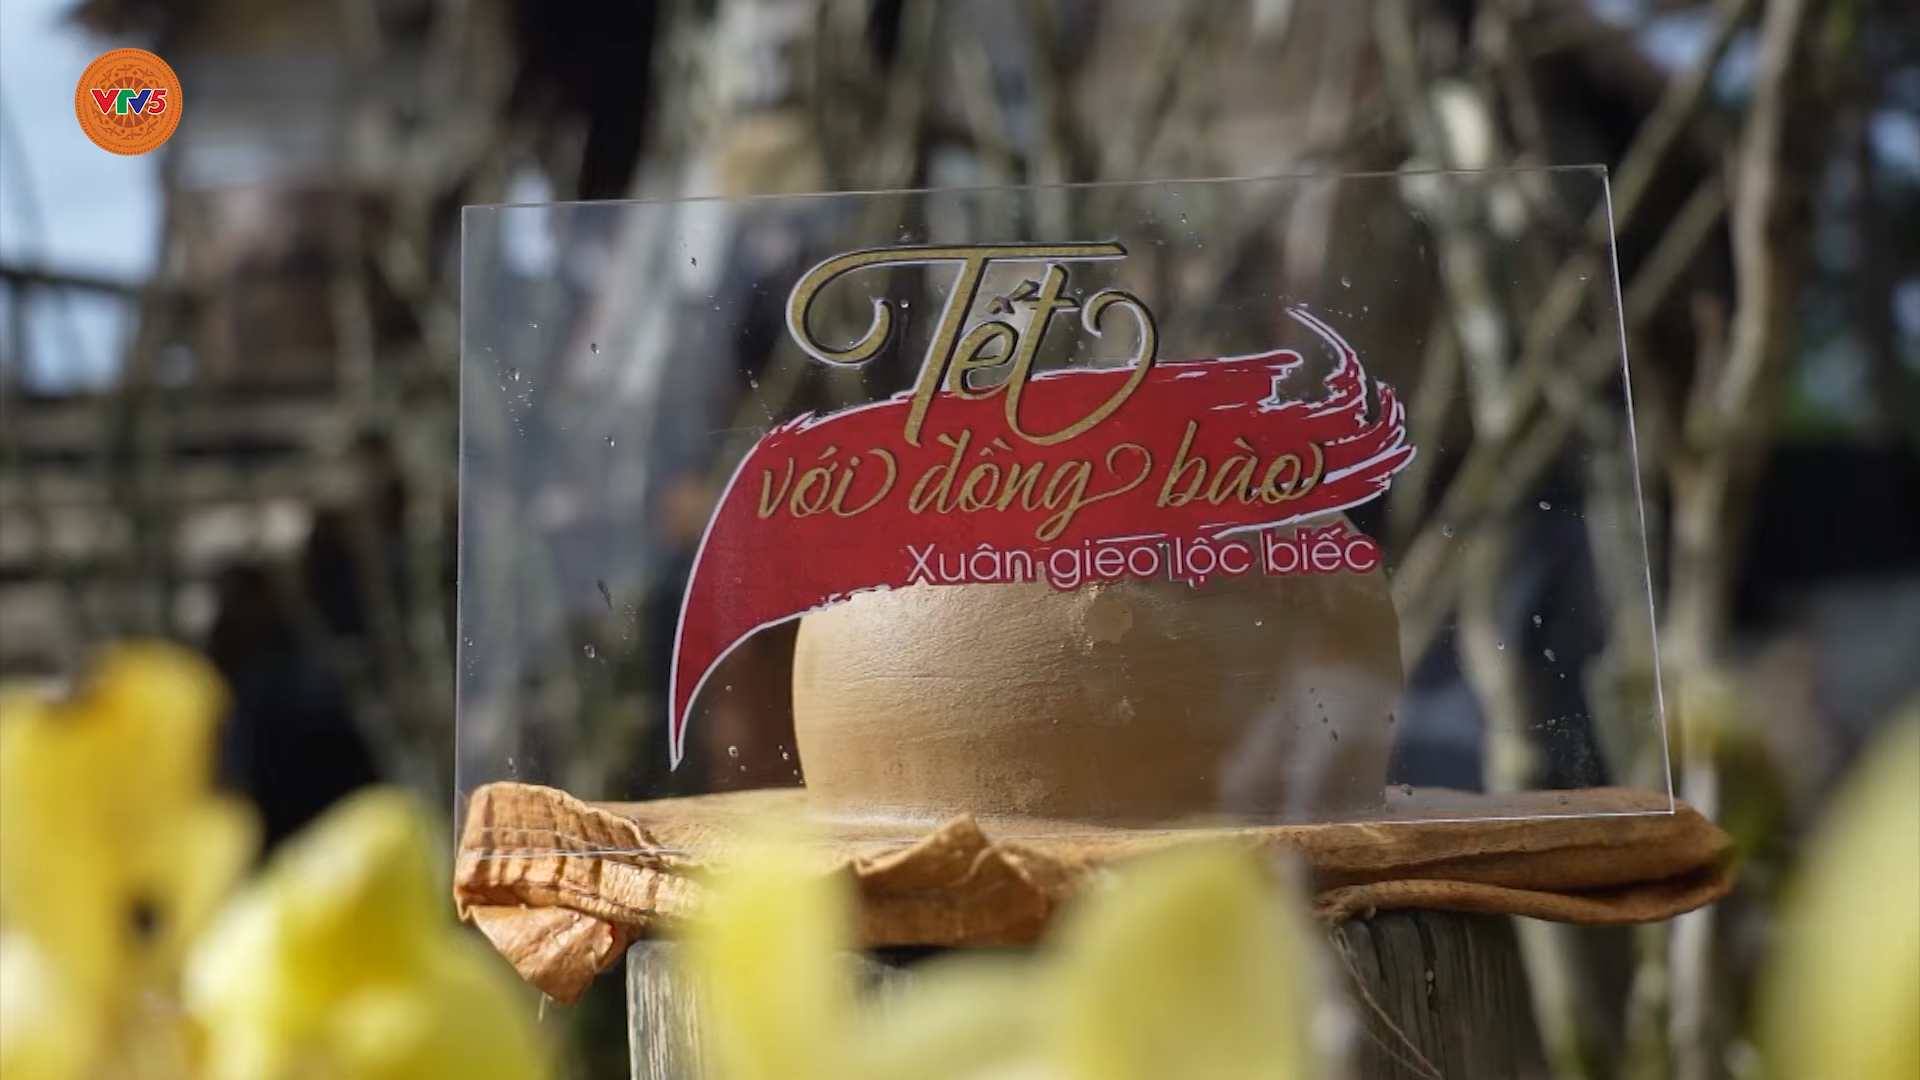 VTV5
Tết
với đồng bào
Xuân gieo lộc biếc